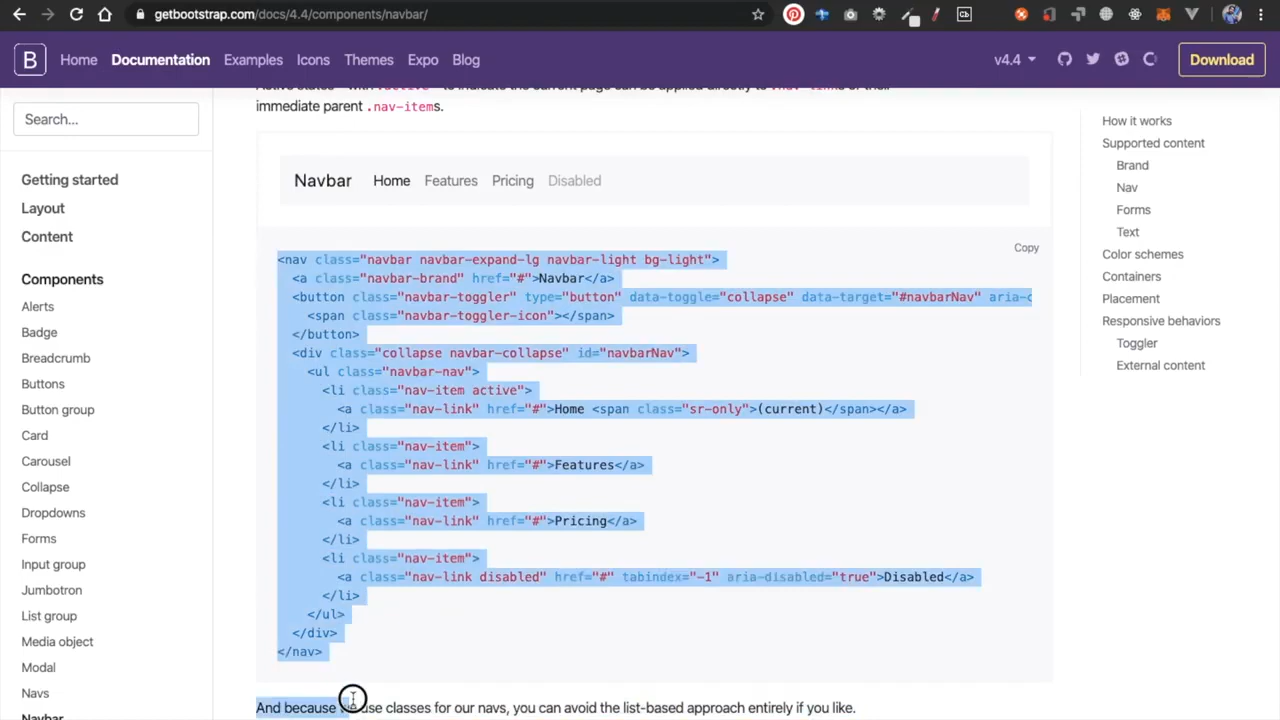 getbootstrap.com/docs/4.4/components/navbar/
B Home Documentation Examples Icons Themes Expo Blog v4.4 Download
Search...
Getting started
Layout
Content
Components
Alerts
Badge
Breadcrumb
Buttons
Button group
Card
Carousel
Collapse
Dropdowns
Forms
Input group
Jumbotron
List group
Media object
Modal
Navs
Navbar
immediate parent .nav-items.
Navbar Home Features Pricing Disabled
Copy
<nav class="navbar navbar-expand-lg navbar-light bg-light">
<a class="navbar-brand" href="#">Navbar</a>
<button class="navbar-toggler" type="button" data-toggle="collapse" data-target="#navbarNav" aria-c
<span class="navbar-toggler-icon"></span>
</button>
<div class="collapse navbar-collapse" id="navbarNav">
<ul class="navbar-nav">
<li class="nav-item active">
<a class="nav-link" href="#">Home <span class="sr-only">(current)</span></a>
</li>
<li class="nav-item">
<a class="nav-link" href="#">Features</a>
</li>
<li class="nav-item">
<a class="nav-link" href="#">Pricing</a>
</li>
<li class="nav-item">
<a class="nav-link disabled" href="#" tabindex="-1" aria-disabled="true">Disabled</a>
</li>
</ul>
</div>
</nav>
And because we use classes for our navs, you can avoid the list-based approach entirely if you like.
How it works
Supported content
Brand
Nav
Forms
Text
Color schemes
Containers
Placement
Responsive behaviors
Toggler
External content